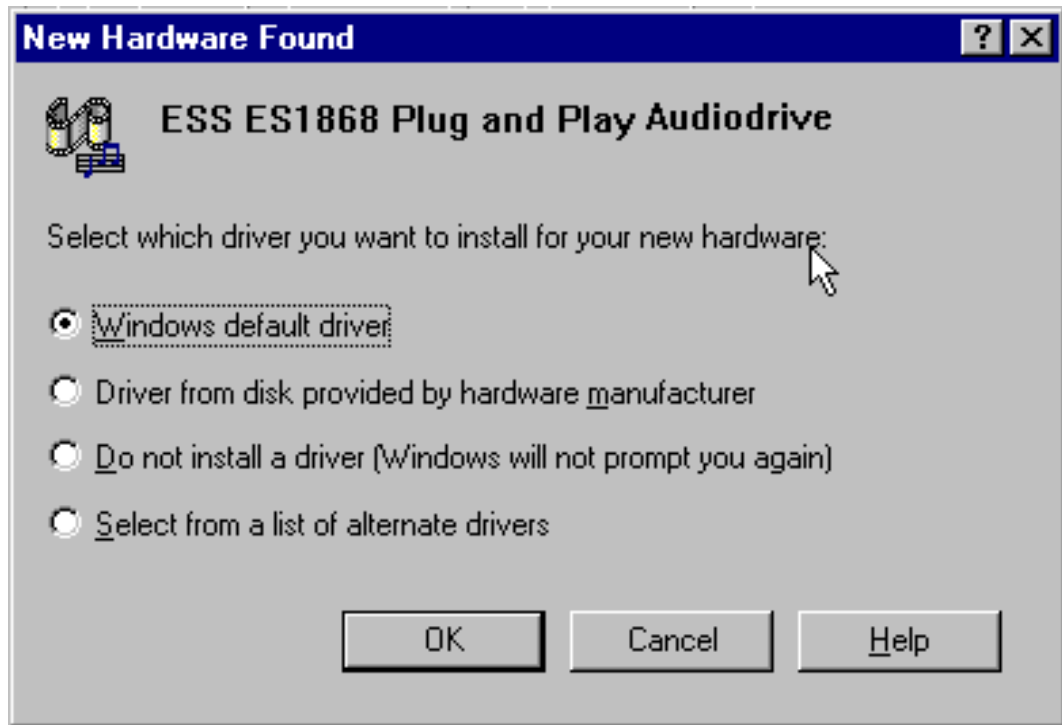 New Hardware Found
ESS ES1868 Plug and Play Audiodrive
Select which driver you want to install for your new hardware:
Windows default driver
Driver from disk provided by hardware manufacturer
Do not install a driver (Windows will not prompt you again)
Select from a list of alternate drivers
OK Cancel Help